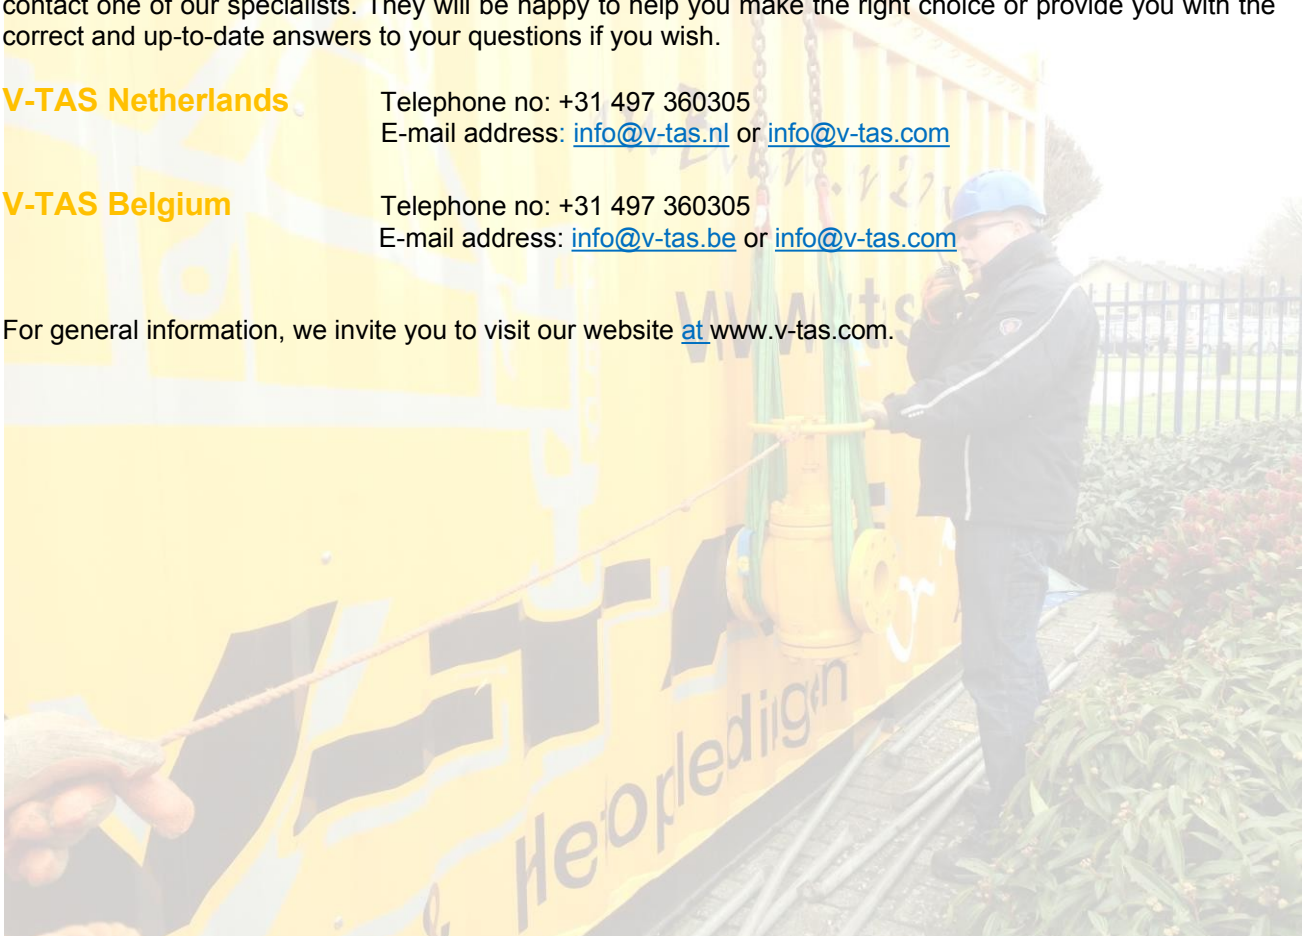 contact one of our specialists. They will be happy to help you make the right choice or provide you with the
correct and up-to-date answers to your questions if you wish.
V-TAS Netherlands Telephone no: +31 497 360305
E-mail address: info@v-tas.nl or info@v-tas.com
V-TAS Belgium Telephone no: +31 497 360305
E-mail address: info@v-tas.be or info@v-tas.com
For general information, we invite you to visit our website at www.v-tas.com.
V-TAS